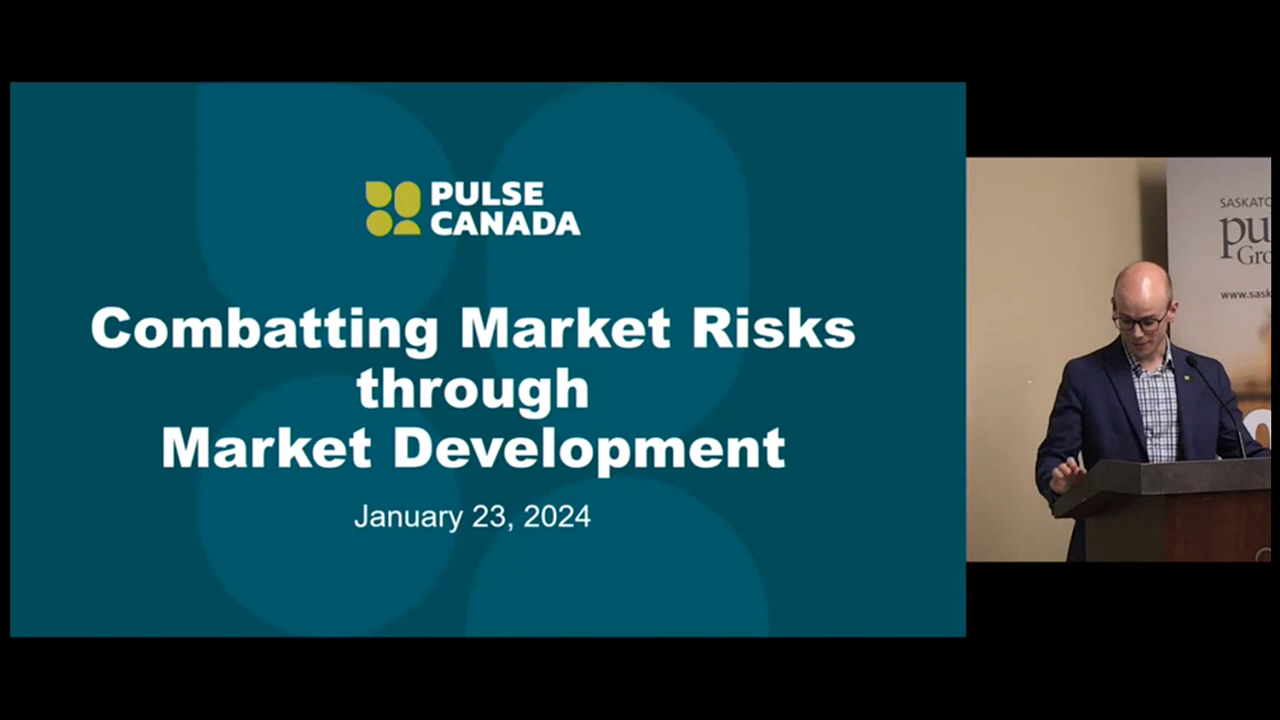 PULSE
CANADA
Combatting Market Risks
through
Market Development
January 23, 2024
SASKATC
pu
Gro
www.sask